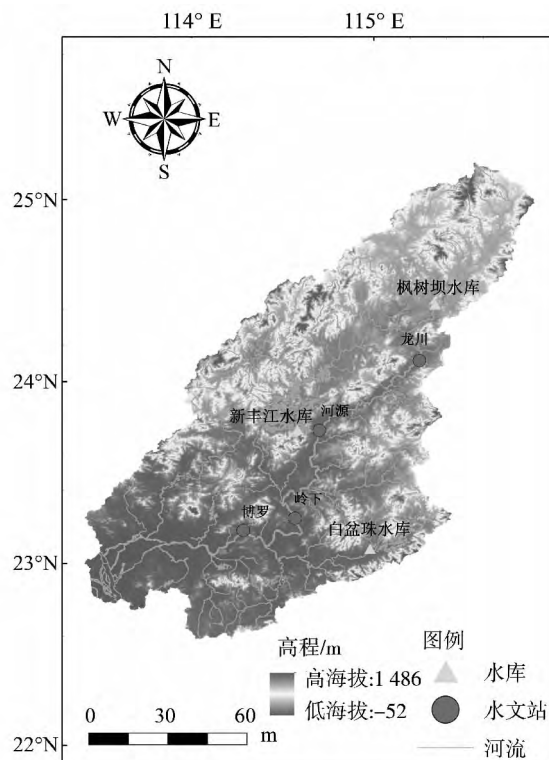 114° E 115° E
N
W E
S
25°N
枫树坝水库
龙川
24°N
新丰江水库 河源
岭下
博罗
白盆珠水库
23°N
高程/m 图例
高海拔:1 486 水库
低海拔:-52 水文站
0 30 60
m 河流
22°N